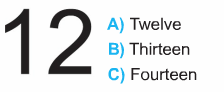 12
A) Twelve
B) Thirteen
C) Fourteen